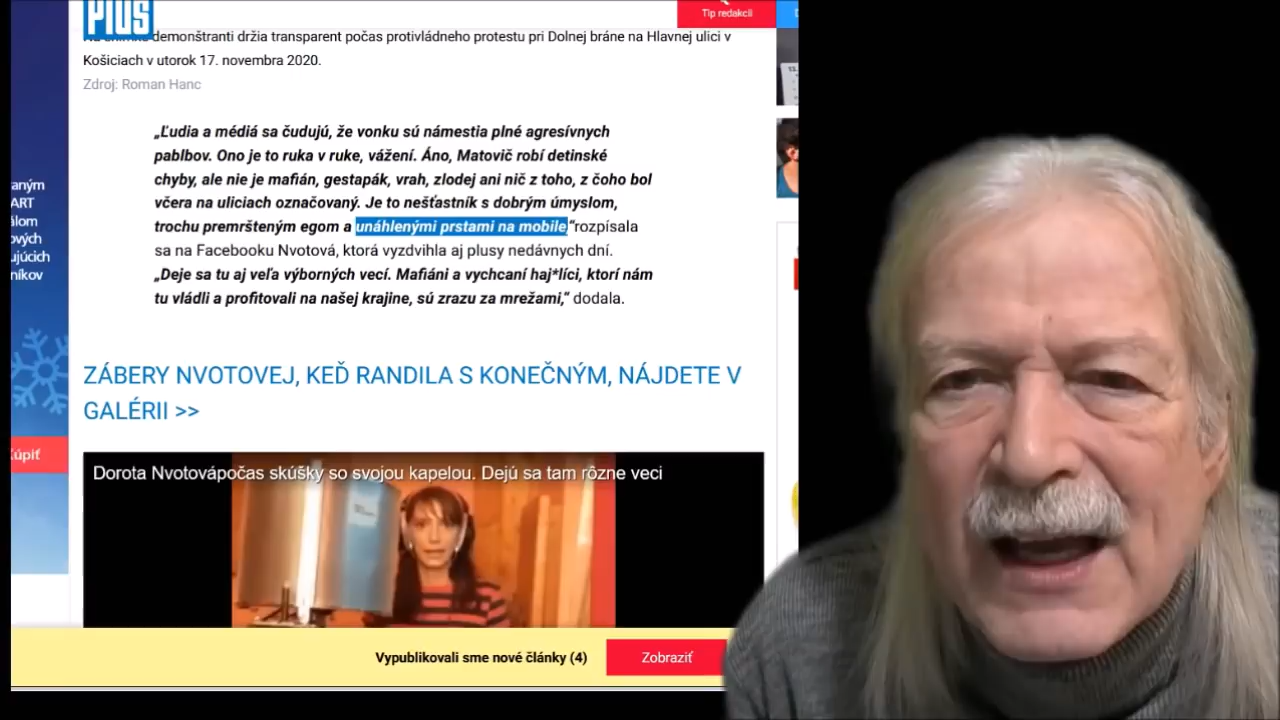 PLUS
Tip redakcii
demonštranti držia transparent počas protivládneho protestu pri Dolnej bráne na Hlavnej ulici v
Košiciach v utorok 17. novembra 2020.
Zdroj: Roman Hanc
„Ľudia a médiá sa čudujú, že vonku sú námestia plné agresívnych
pablbov. Ono je to ruka v ruke, vážení. Áno, Matovič robí detinské
chyby, ale nie je mafián, gestapák, vrah, zlodej ani nič z toho, z čoho bol
včera na uliciach označovaný. Je to nešťastník s dobrým úmyslom,
trochu premršteným egom a unáhlenými prstami na mobile,“ rozpísala
sa na Facebooku Nvotová, ktorá vyzdvihla aj plusy nedávnych dní.
„Deje sa tu aj veľa výborných vecí. Mafiáni a vychcaní haj*líci, ktorí nám
tu vládli a profitovali na našej krajine, sú zrazu za mrežami,“ dodala.
ZÁBERY NVOTOVEJ, KEĎ RANDILA S KONEČNÝM, NÁJDETE V
GALÉRII >>
Dorota Nvotovápočas skúšky so svojou kapelou. Dejú sa tam rôzne veci
Vypublikovali sme nové články (4)
Zobraziť